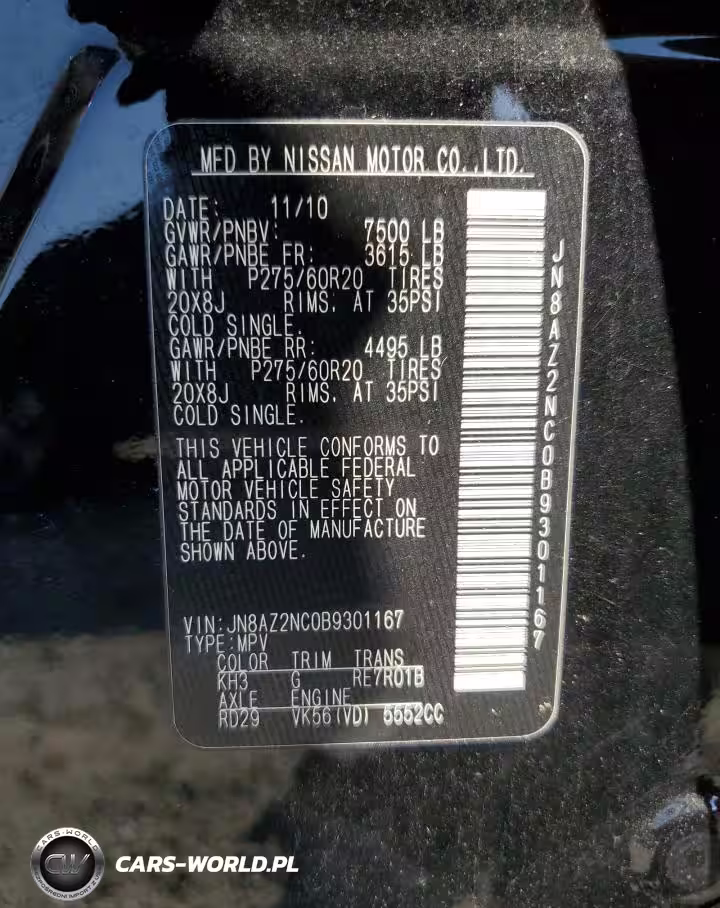 MFD BY NISSAN MOTOR CO.,LTD.
DATE: 11/10
GVWR/PNBV: 7500 LB
GAWR/PNBE FR: 3615 LB
WITH P275/60R20 TIRES
20X8J RIMS. AT 35PSI
COLD SINGLE.
GAWR/PNBE RR: 4495 LB
WITH P275/60R20 TIRES
20X8J RIMS. AT 35PSI
COLD SINGLE.
THIS VEHICLE CONFORMS TO
ALL APPLICABLE FEDERAL
MOTOR VEHICLE SAFETY
STANDARDS IN EFFECT ON
THE DATE OF MANUFACTURE
SHOWN ABOVE.
VIN:JN8AZ2NC0B9301167
TYPE:MPV
COLOR TRIM TRANS
KH3 G RE7R01B
AXLE ENGINE
RD29 VK56(VD) 5552CC
JN8AZ2NC0B9301167
CARS-WORLD
CW
CARS-WORLD.PL